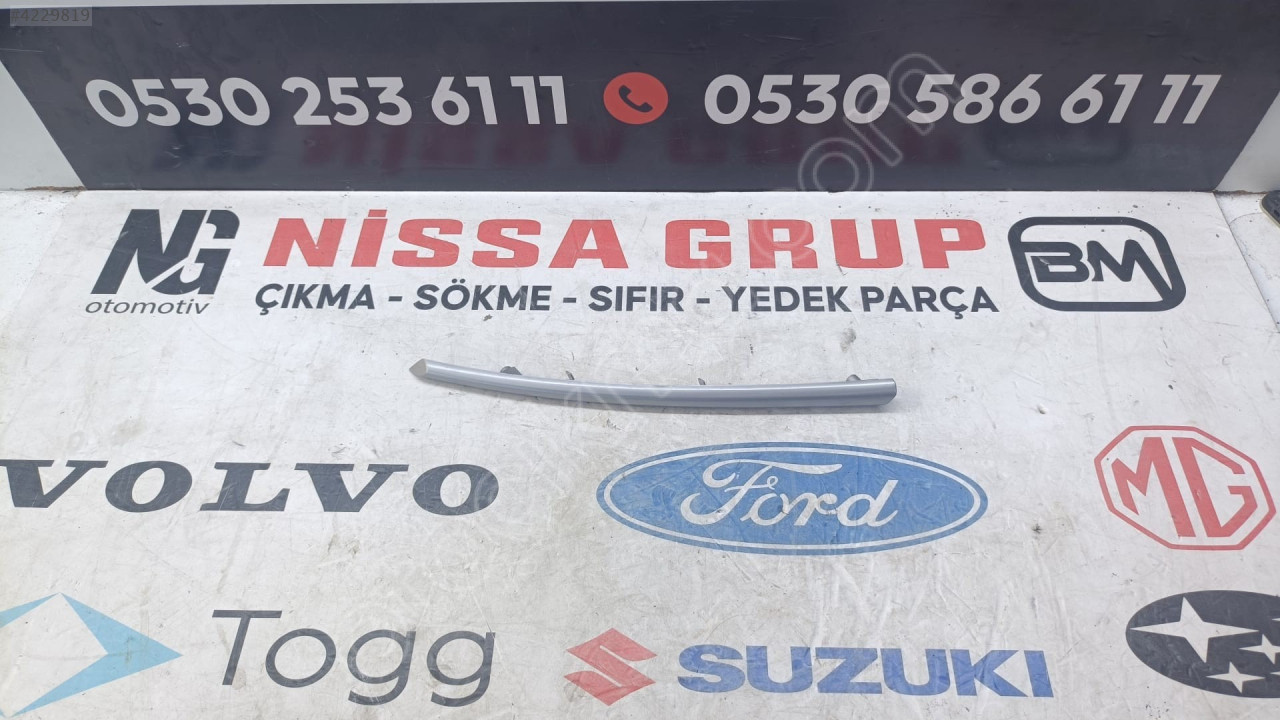 #4229819
0530 253 61 11 0530 586 61 11
NG NİSSA GRUP BM
otomotiv ÇIKMA - SÖKME - SIFIR - YEDEK PARÇA
VOLVO Ford MG
Togg SUZUKI